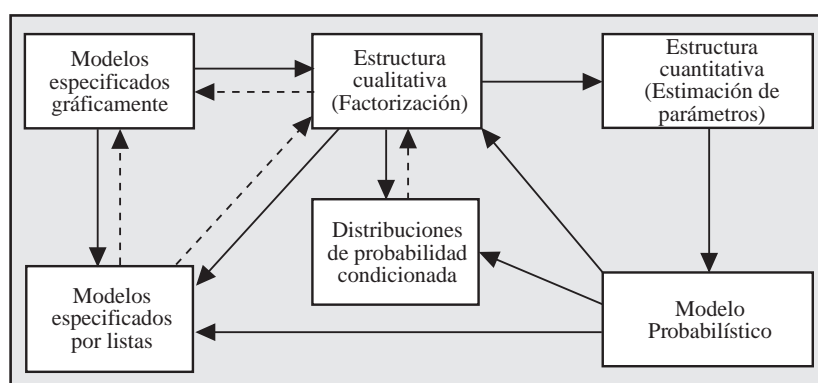 Modelos
especificados
gráficamente
Estructura
cualitativa
(Factorización)
Estructura
cuantitativa
(Estimación de
parámetros)
Distribuciones
de probabilidad
condicionada
Modelos
especificados
por listas
Modelo
Probabilístico